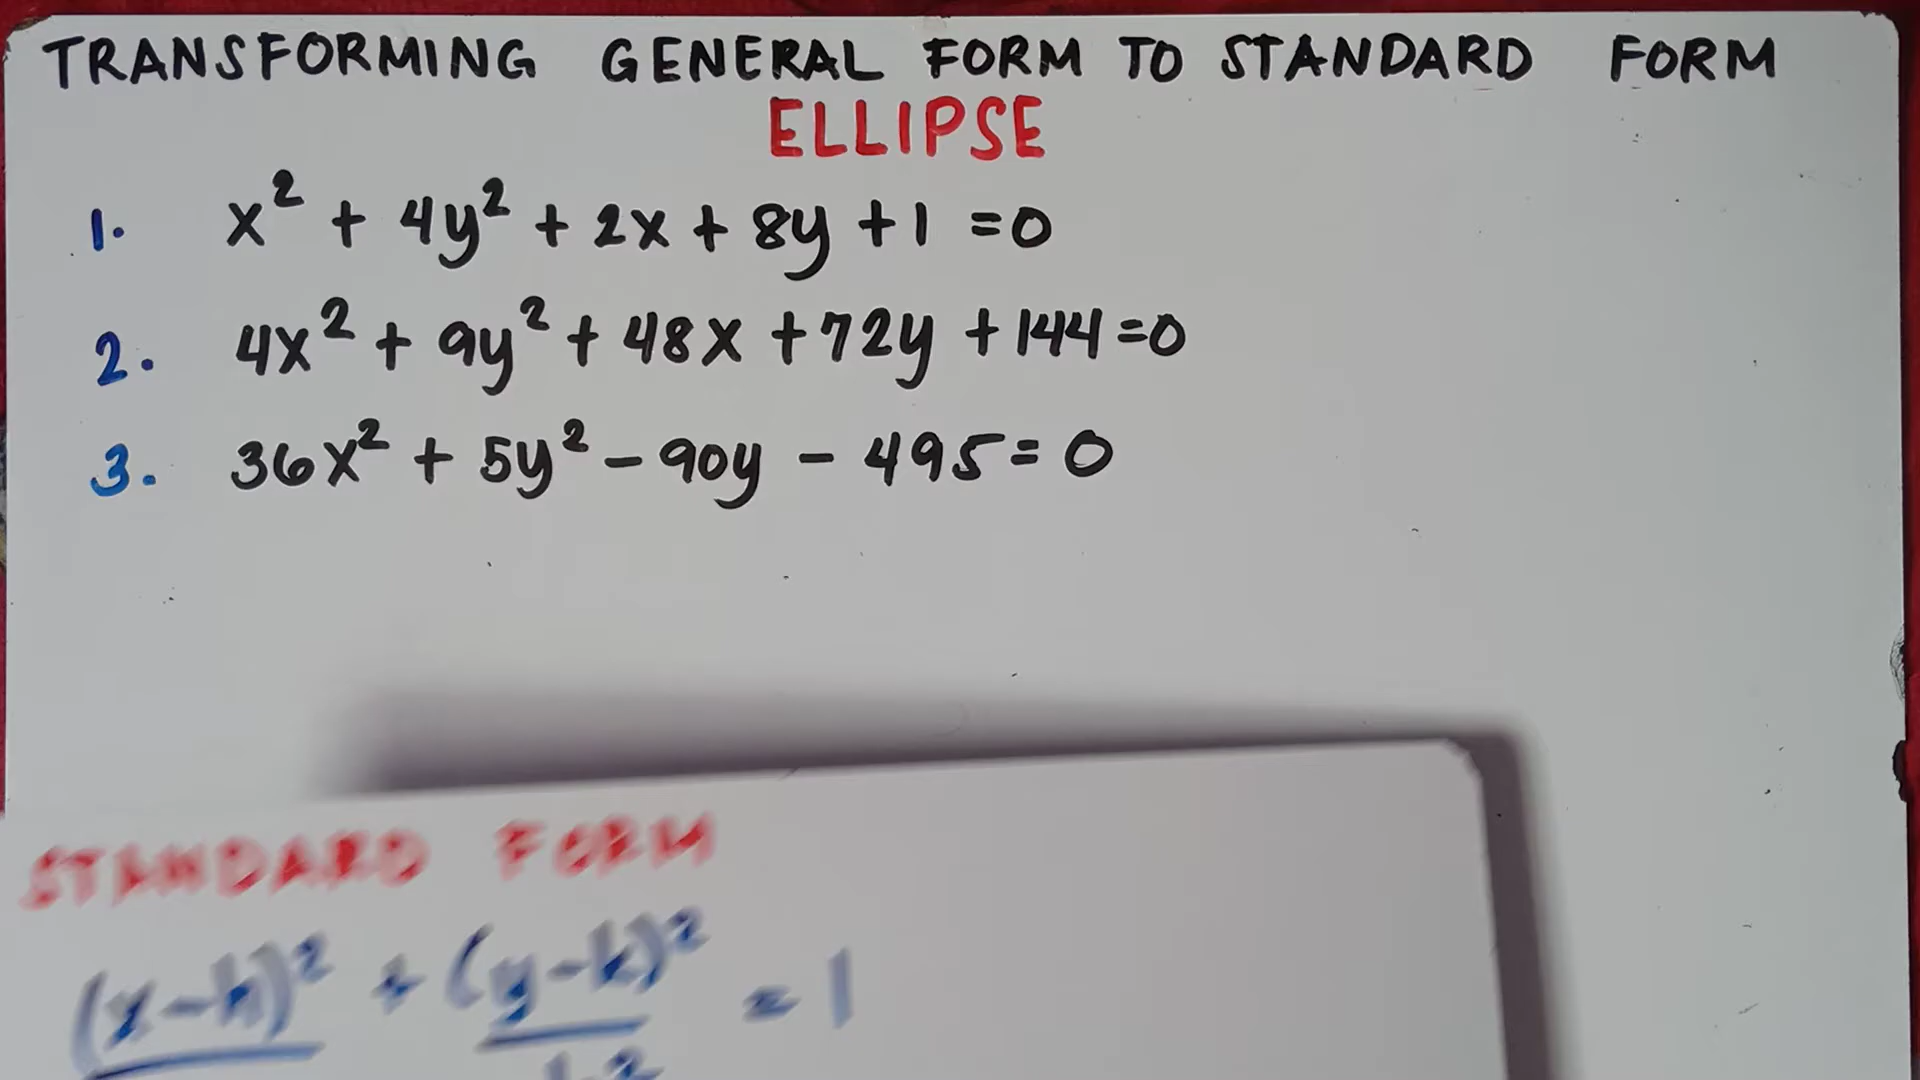 TRANSFORMING GENERAL FORM TO STANDARD FORM
ELLIPSE
1. x² + 4y² + 2x + 8y + 1 = 0
2. 4x² + 9y² + 48x + 72y + 144 = 0
3. 36x² + 5y² - 90y - 495 = 0
STANDARD FORM
(x-h)² + (y-k)² = 1